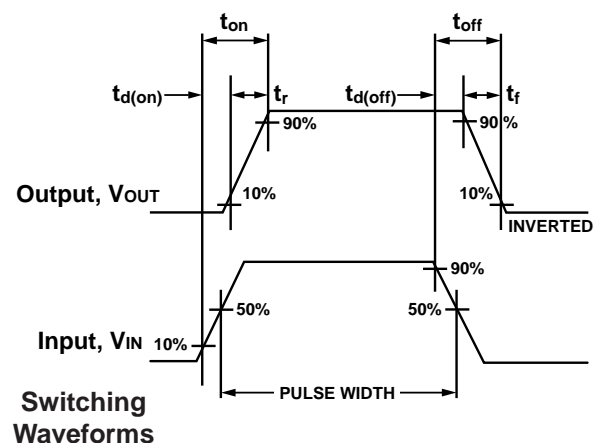 ton toff
td(on) tr td(off) tf
90% 90 %
Output, VOUT 10% 10%
INVERTED
90%
50% 50%
Input, VIN 10%
PULSE WIDTH
Switching
Waveforms